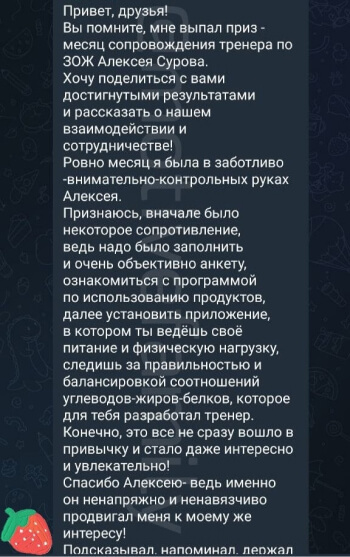 Привет, друзья!
Вы помните, мне выпал приз -
месяц сопровождения тренера по
ЗОЖ Алексея Сурова.
Хочу поделиться с вами
достигнутыми результатами
и рассказать о нашем
взаимодействии и
сотрудничестве!
Ровно месяц я была в заботливо
-внимательно-контрольных руках
Алексея.
Признаюсь, вначале было
некоторое сопротивление,
ведь надо было заполнить
и очень объективно анкету,
ознакомиться с программой
по использованию продуктов,
далее установить приложение,
в котором ты ведёшь своё
питание и физическую нагрузку,
следишь за правильностью и
балансировкой соотношений
углеводов-жиров-белков, которое
для тебя разработал тренер.
Конечно, это все не сразу вошло в
привычку и стало даже интересно
и увлекательно!
Спасибо Алексею- ведь именно
он ненапряжно и ненавязчиво
продвигал меня к моему же
интересу!
Подсказывал, напоминал, держал